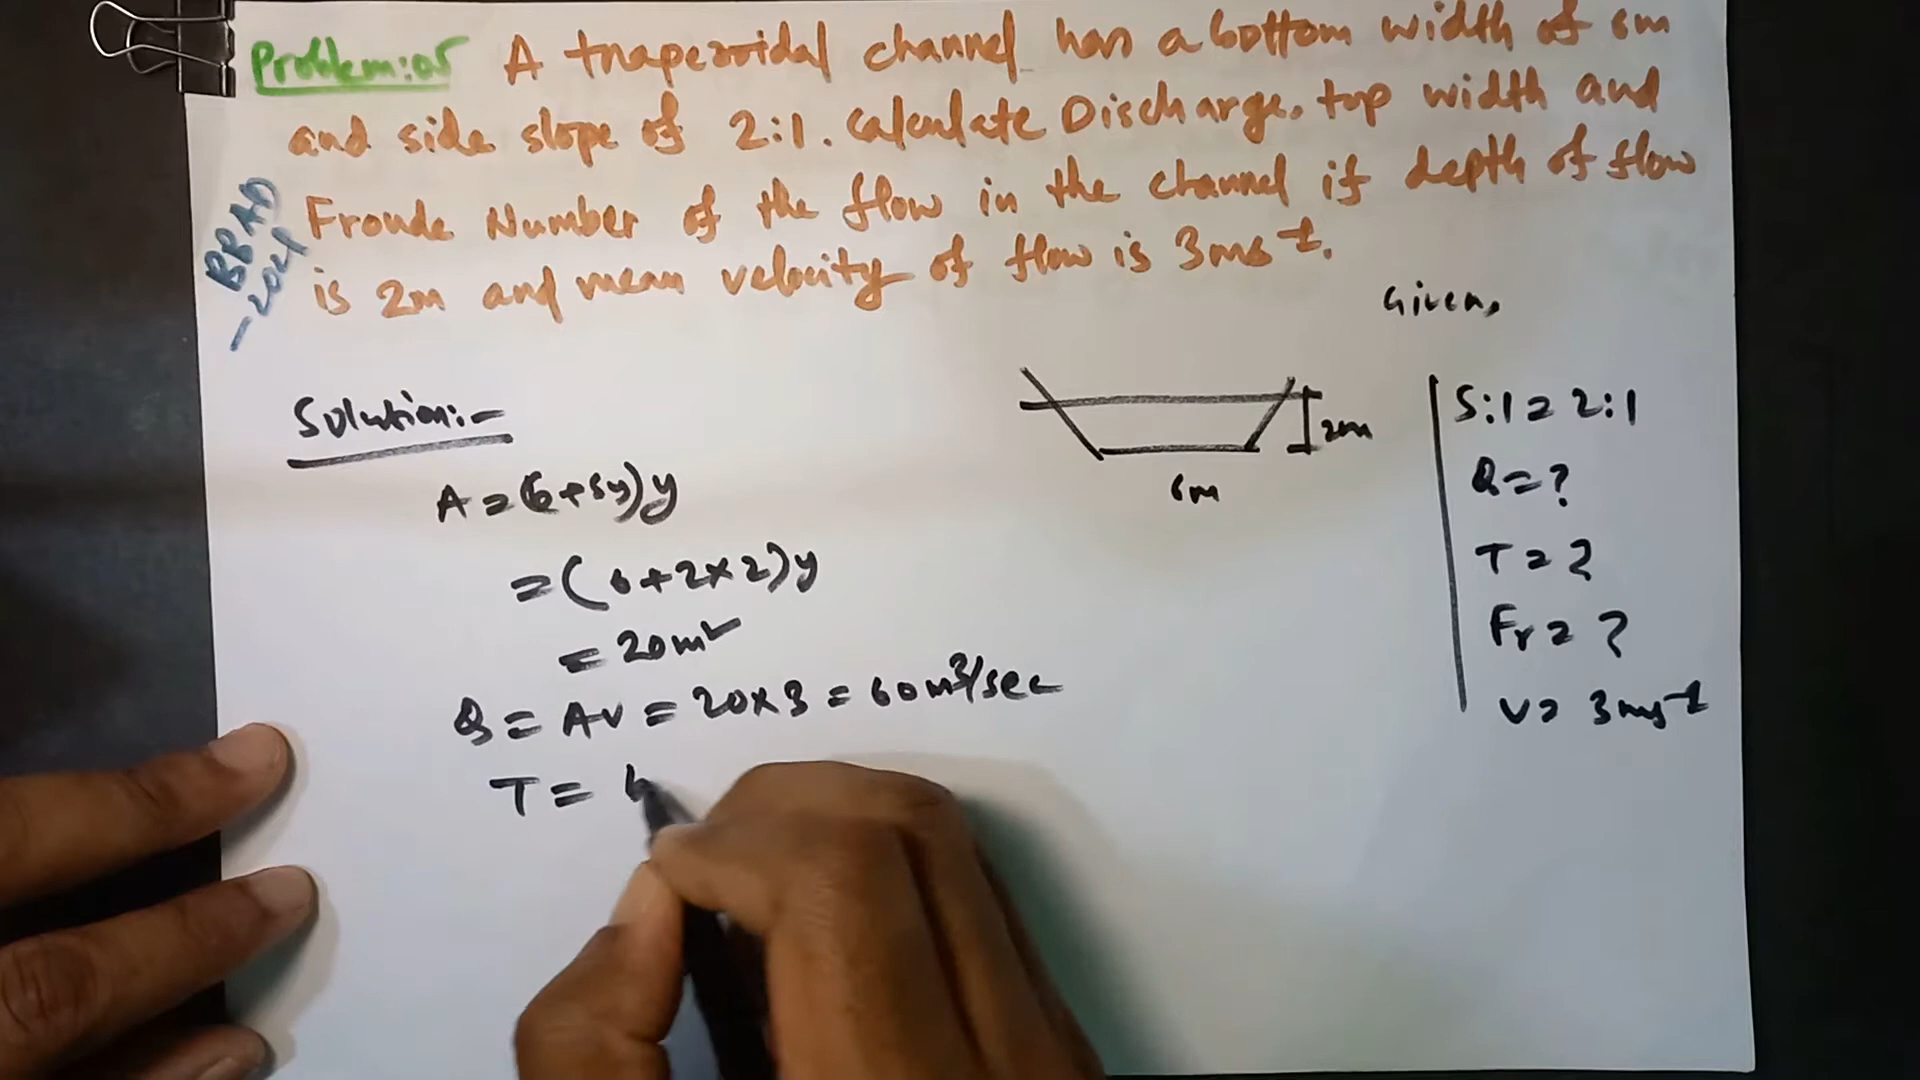 Problem: 05 A trapezoidal channel has a bottom width of 6m
and side slope of 2:1. Calculate Discharge, top width and
Froude Number of the flow in the channel if depth of flow
is 2m and mean velocity of flow is 3ms⁻¹.
-2021
Given,
Solution:-
2m
6m
S:1 = 2:1
Q = ?
T = ?
Fr = ?
V = 3ms⁻¹
A = (b+sy)y
= (6+2×2)y
= 20m²
Q = AV = 20×3 = 60m³/sec
T = b